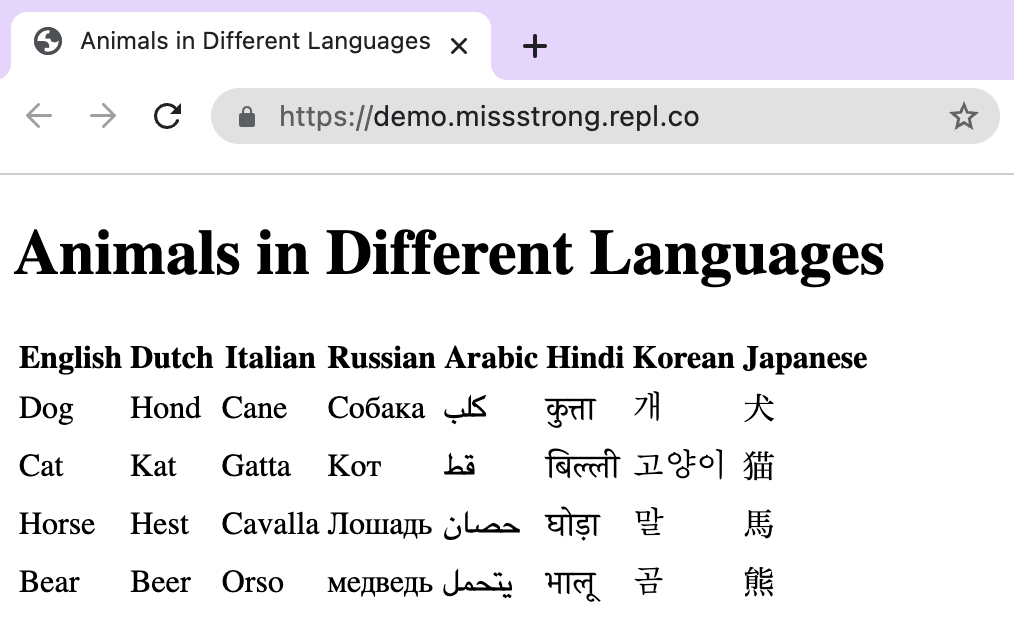 Animals in Different Languages
https://demo.missstrong.repl.co
Animals in Different Languages
English Dutch Italian Russian Arabic Hindi Korean Japanese
Dog Hond Cane Собака كلب कुत्ता 개 犬
Cat Kat Gatta Кот قط बिल्ली 고양이 猫
Horse Hest Cavalla Лошадь حصان घोड़ा 말 馬
Bear Beer Orso медведь يتحمل भालू 곰 熊